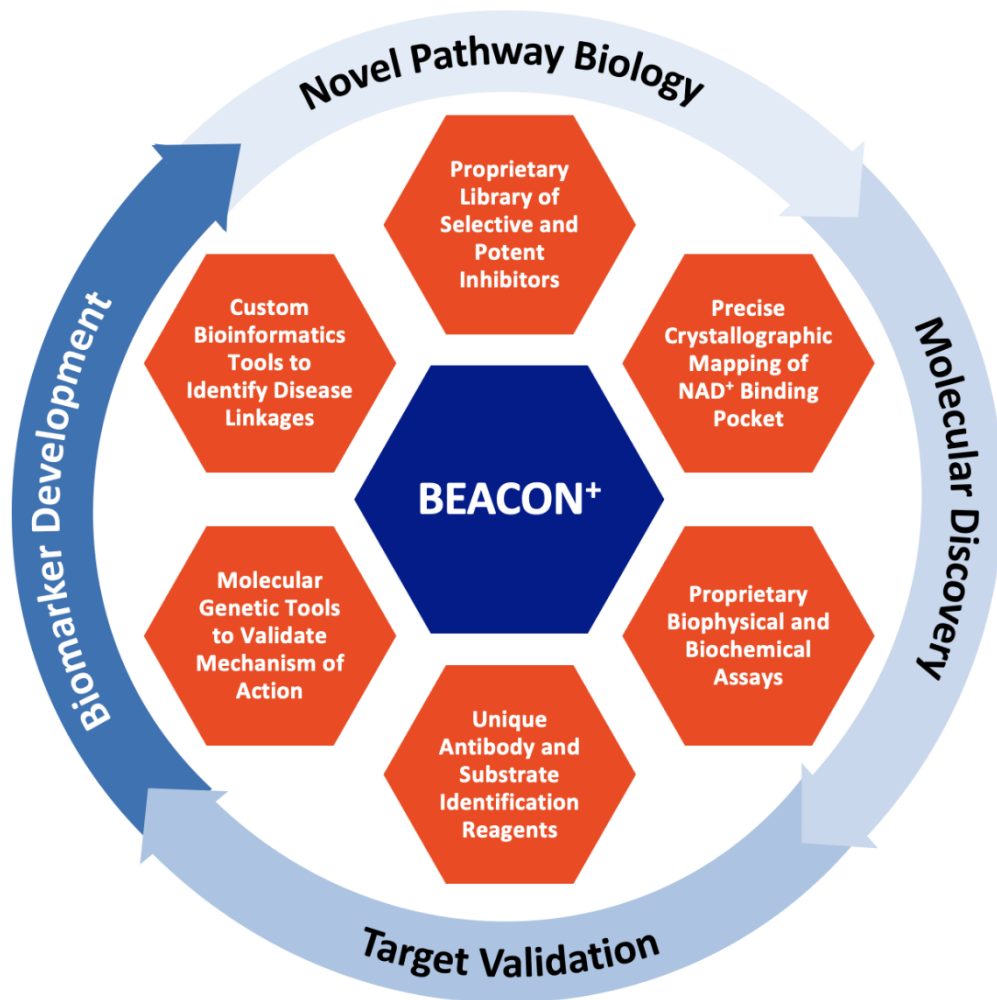 Novel Pathway Biology
Proprietary
Library of
Selective and
Potent
Inhibitors
Custom
Bioinformatics
Tools to
Identify Disease
Linkages
Precise
Crystallographic
Mapping of
NAD⁺ Binding
Pocket
Biomarker Development
BEACON⁺
Molecular Discovery
Molecular
Genetic Tools
to Validate
Mechanism of
Action
Proprietary
Biophysical and
Biochemical
Assays
Unique
Antibody and
Substrate
Identification
Reagents
Target Validation